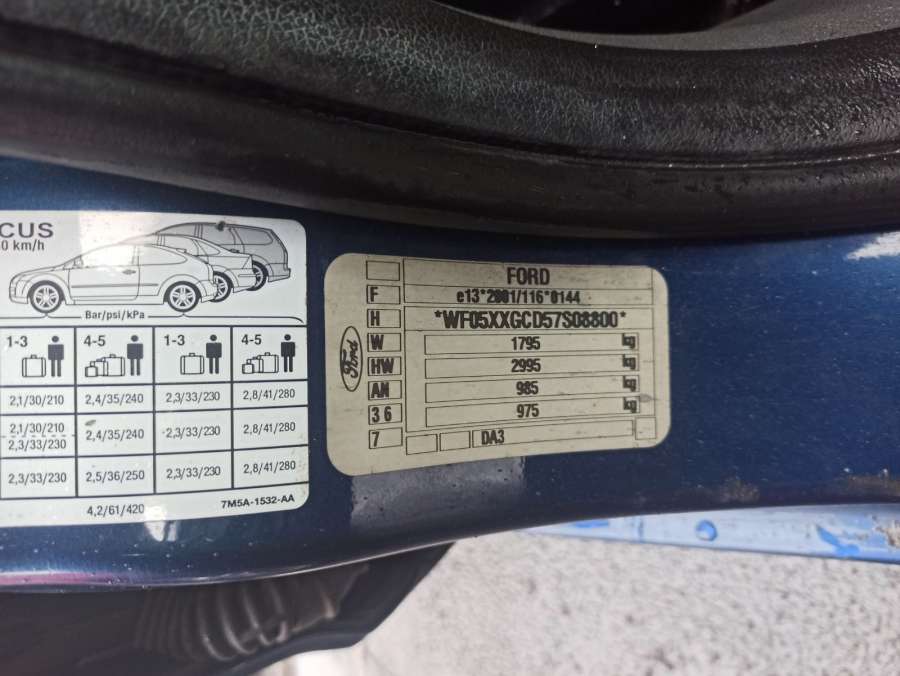 CUS
0 km/h
Bar/psi/kPa
1-3 4-5 1-3 4-5
2,1/30/210 2,4/35/240 2,3/33/230 2,8/41/280
2,1/30/210
2,3/33/230 2,4/35/240 2,3/33/230 2,8/41/280
2,3/33/230 2,5/36/250 2,3/33/230 2,8/41/280
4,2/61/420 7M5A-1532-AA
Ford
FORD
F e13*2001/116*0144
H *WF05XXGCD57S08800*
W 1795 kg
HW 2995 kg
AN 985 kg
3 6 975 kg
7 DA3